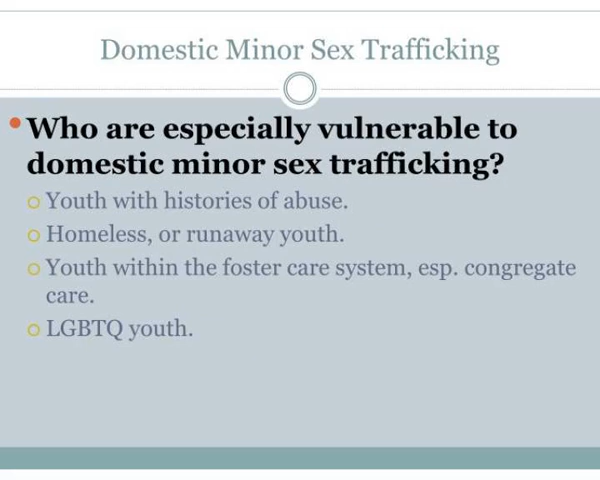 Domestic Minor Sex Trafficking
Who are especially vulnerable to
domestic minor sex trafficking?
Youth with histories of abuse.
Homeless, or runaway youth.
Youth within the foster care system, esp. congregate
care.
LGBTQ youth.